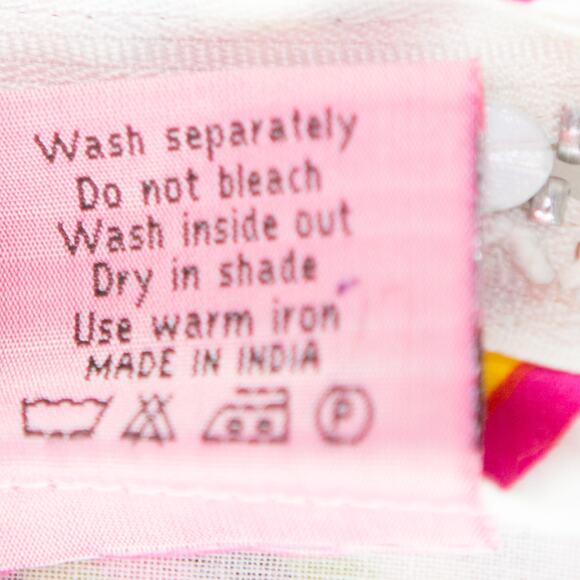 Wash separately
Do not bleach
Wash inside out
Dry in shade
Use warm iron
MADE IN INDIA
P